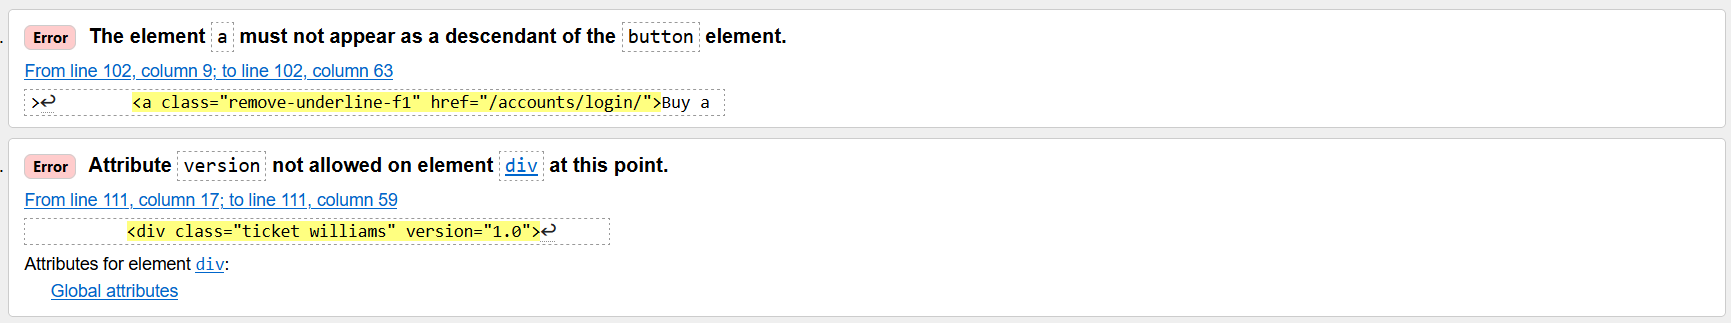 Error The element a must not appear as a descendant of the button element.
From line 102, column 9; to line 102, column 63
>↩        <a class="remove-underline-f1" href="/accounts/login/">Buy a
Error Attribute version not allowed on element div at this point.
From line 111, column 17; to line 111, column 59
<div class="ticket williams" version="1.0">↩
Attributes for element div:
Global attributes